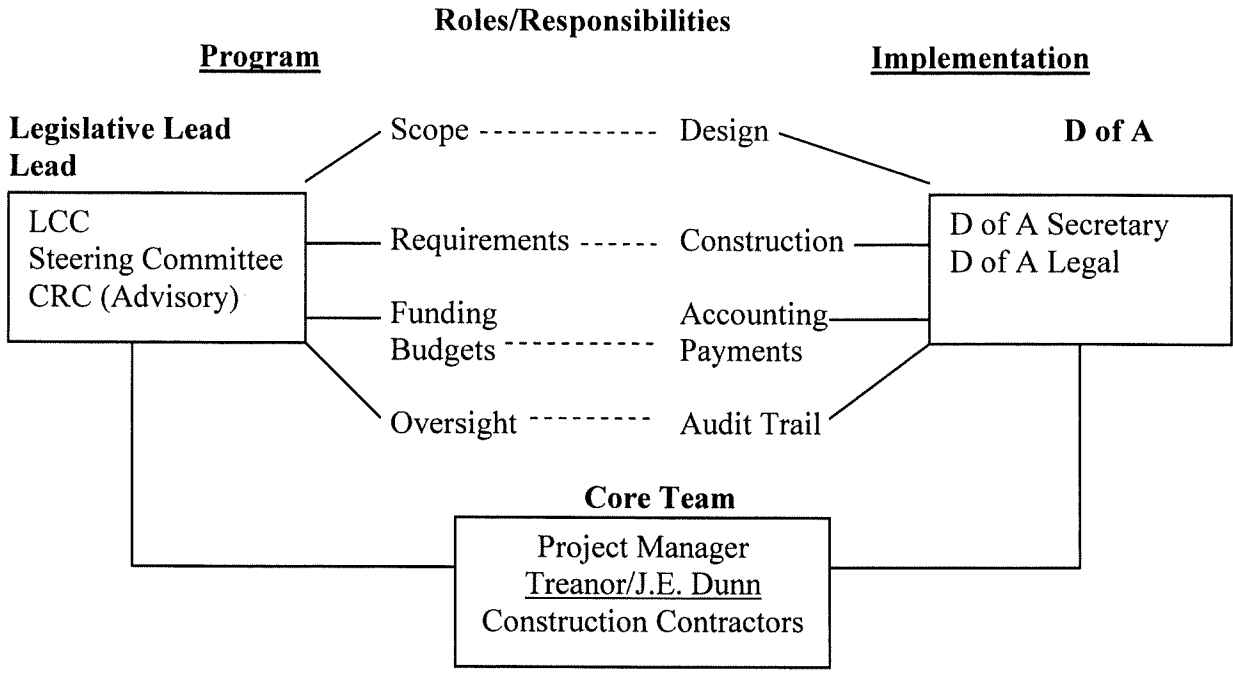 Roles/Responsibilities
Program
Implementation
Legislative Lead
Lead
D of A
Scope
Design
LCC
Steering Committee
CRC (Advisory)
Requirements
Construction
D of A Secretary
D of A Legal
Funding
Budgets
Accounting
Payments
Oversight
Audit Trail
Core Team
Project Manager
Treanor/J.E. Dunn
Construction Contractors